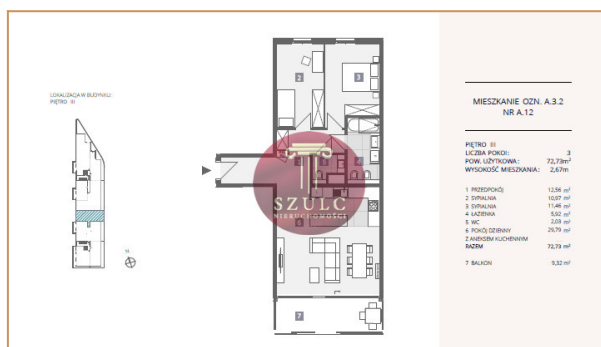 LOKALIZACJA W BUDYNKU:
PIĘTRO III
N
2
3
SZULC
NIERUCHOMOŚCI
6
7
MIESZKANIE OZN. A.3.2
NR A.12
PIĘTRO III
LICZBA POKOI: 3
POW. UŻYTKOWA: 72,73m²
WYSOKOŚĆ MIESZKANIA: 2,67m
1 PRZEDPOKÓJ 12,56 m²
2 SYPIALNIA 10,97 m²
3 SYPIALNIA 11,46 m²
4 ŁAZIENKA 5,92 m²
5 WC 2,03 m²
6 POKÓJ DZIENNY 29,79 m²
Z ANEKSEM KUCHENNYM
RAZEM 72,73 m²
7 BALKON 9,32 m²